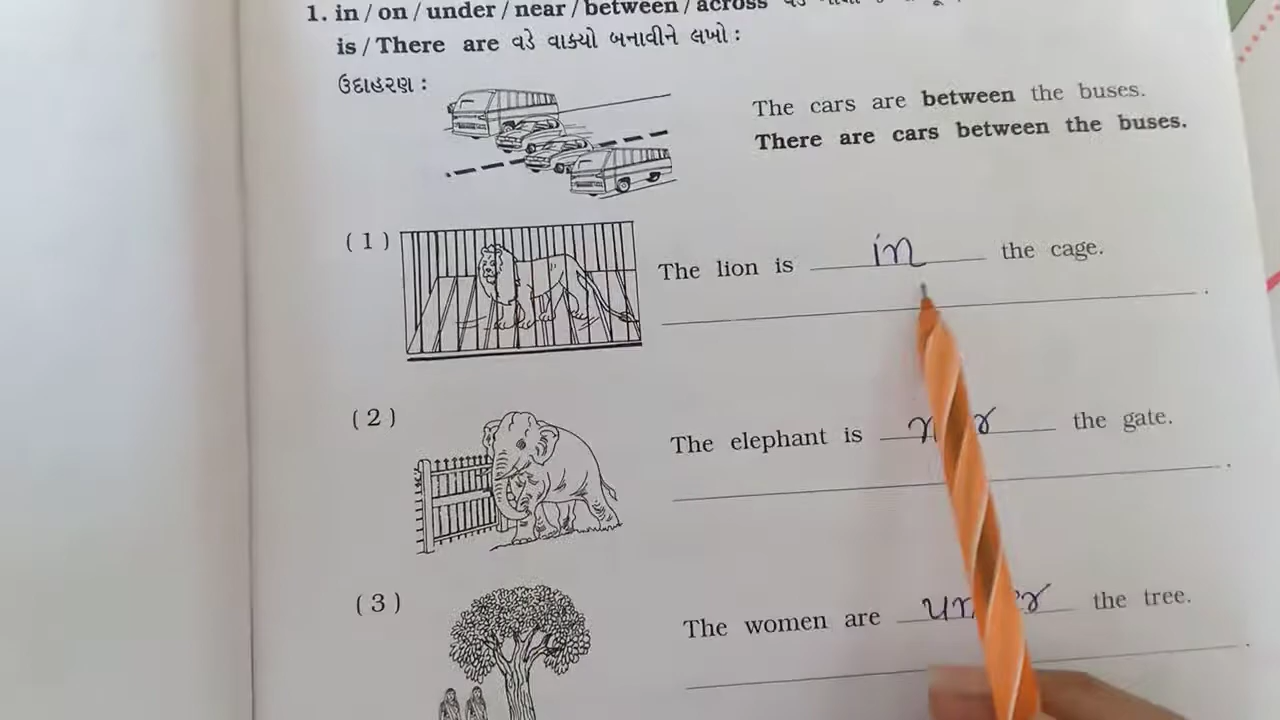 1. in / on / under / near / between / across વડે
is / There are વડે વાક્યો બનાવીને લખો :
ઉદાહરણ :
The cars are between the buses.
There are cars between the buses.
(1)
The lion is in the cage.
(2)
The elephant is the gate.
(3)
The women are the tree.